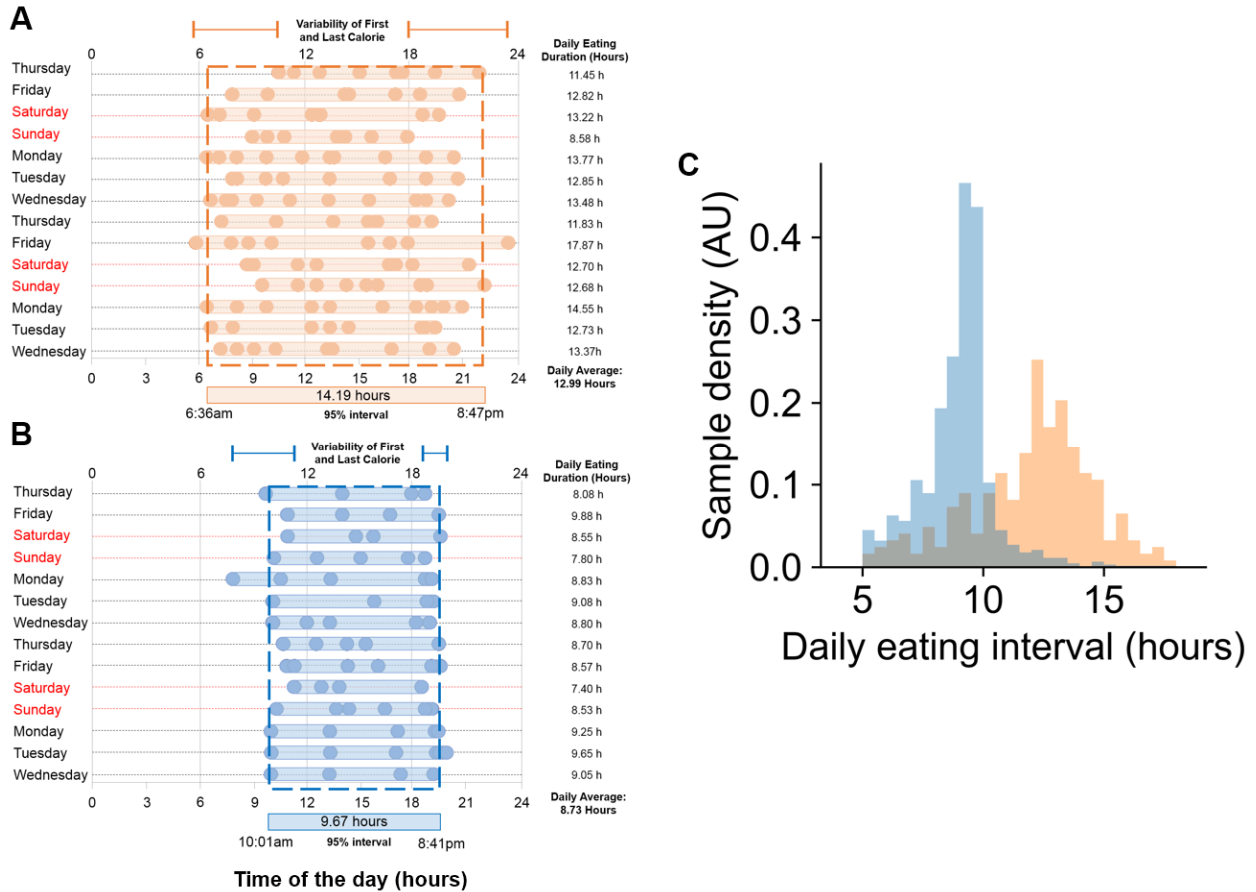 A
Variability of First
and Last Calorie
Daily Eating
Duration (Hours)
0 6 12 18 24
Thursday 11.45 h
Friday 12.82 h
Saturday 13.22 h
Sunday 8.58 h
Monday 13.77 h
Tuesday 12.85 h
Wednesday 13.48 h
Thursday 11.83 h
Friday 17.87 h
Saturday 12.70 h
Sunday 12.68 h
Monday 14.55 h
Tuesday 12.73 h
Wednesday 13.37h
0 3 6 9 12 15 18 21 24
Daily Average:
12.99 Hours
14.19 hours
6:36am 95% interval 8:47pm
B
Variability of First
and Last Calorie
Daily Eating
Duration (Hours)
0 6 12 18 24
Thursday 8.08 h
Friday 9.88 h
Saturday 8.55 h
Sunday 7.80 h
Monday 8.83 h
Tuesday 9.08 h
Wednesday 8.80 h
Thursday 8.70 h
Friday 8.57 h
Saturday 7.40 h
Sunday 8.53 h
Monday 9.25 h
Tuesday 9.65 h
Wednesday 9.05 h
0 3 6 9 12 15 18 21 24
Daily Average:
8.73 Hours
9.67 hours
10:01am 95% interval 8:41pm
Time of the day (hours)
C
Sample density (AU)
0.4
0.3
0.2
0.1
0.0
5 10 15
Daily eating interval (hours)